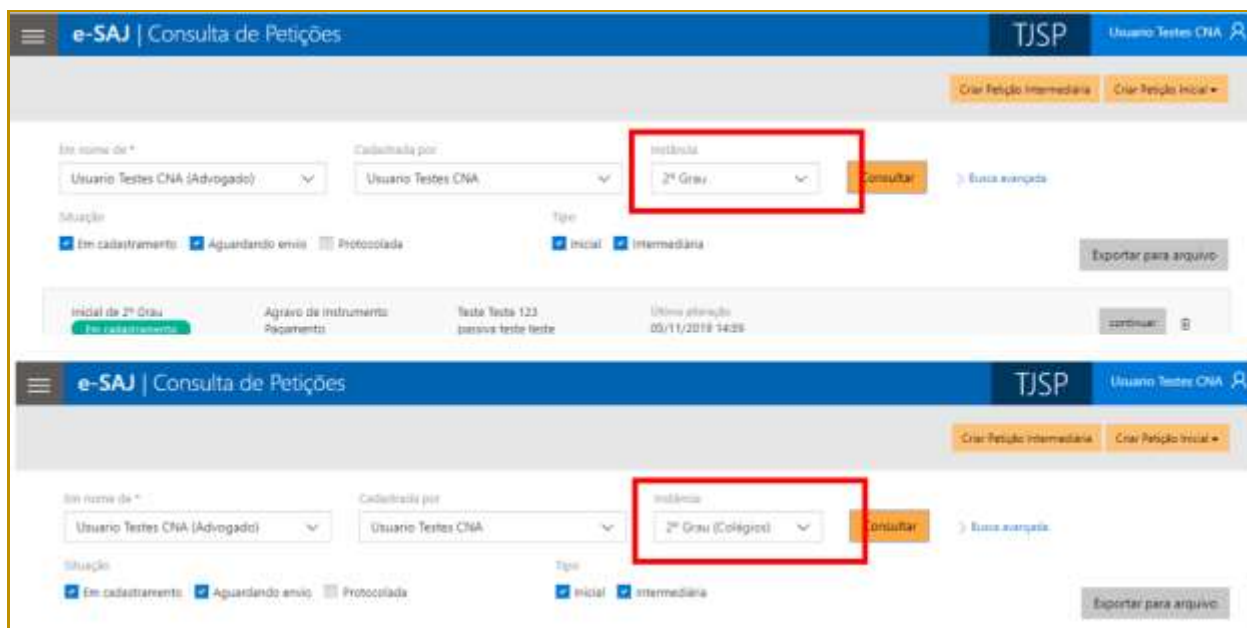 e-SAJ | Consulta de Petições TJSP Usuario Testes CNA
Criar Petição Intermediária Criar Petição Inicial
Em nome de * Cadastrada por Instância
Usuario Testes CNA (Advogado) Usuario Testes CNA 2º Grau Consultar Busca avançada
Situação Tipo
Em cadastramento Aguardando envio Protocolada Inicial Intermediária
Exportar para arquivo
Inicial de 2º Grau Agravo de Instrumento Teste Teste 123 Última alteração
Em cadastramento Pagamento passiva teste teste 05/11/2019 14:59 continuar
e-SAJ | Consulta de Petições TJSP Usuario Testes CNA
Criar Petição Intermediária Criar Petição Inicial
Em nome de * Cadastrada por Instância
Usuario Testes CNA (Advogado) Usuario Testes CNA 2º Grau (Colégios) Consultar Busca avançada
Situação Tipo
Em cadastramento Aguardando envio Protocolada Inicial Intermediária
Exportar para arquivo